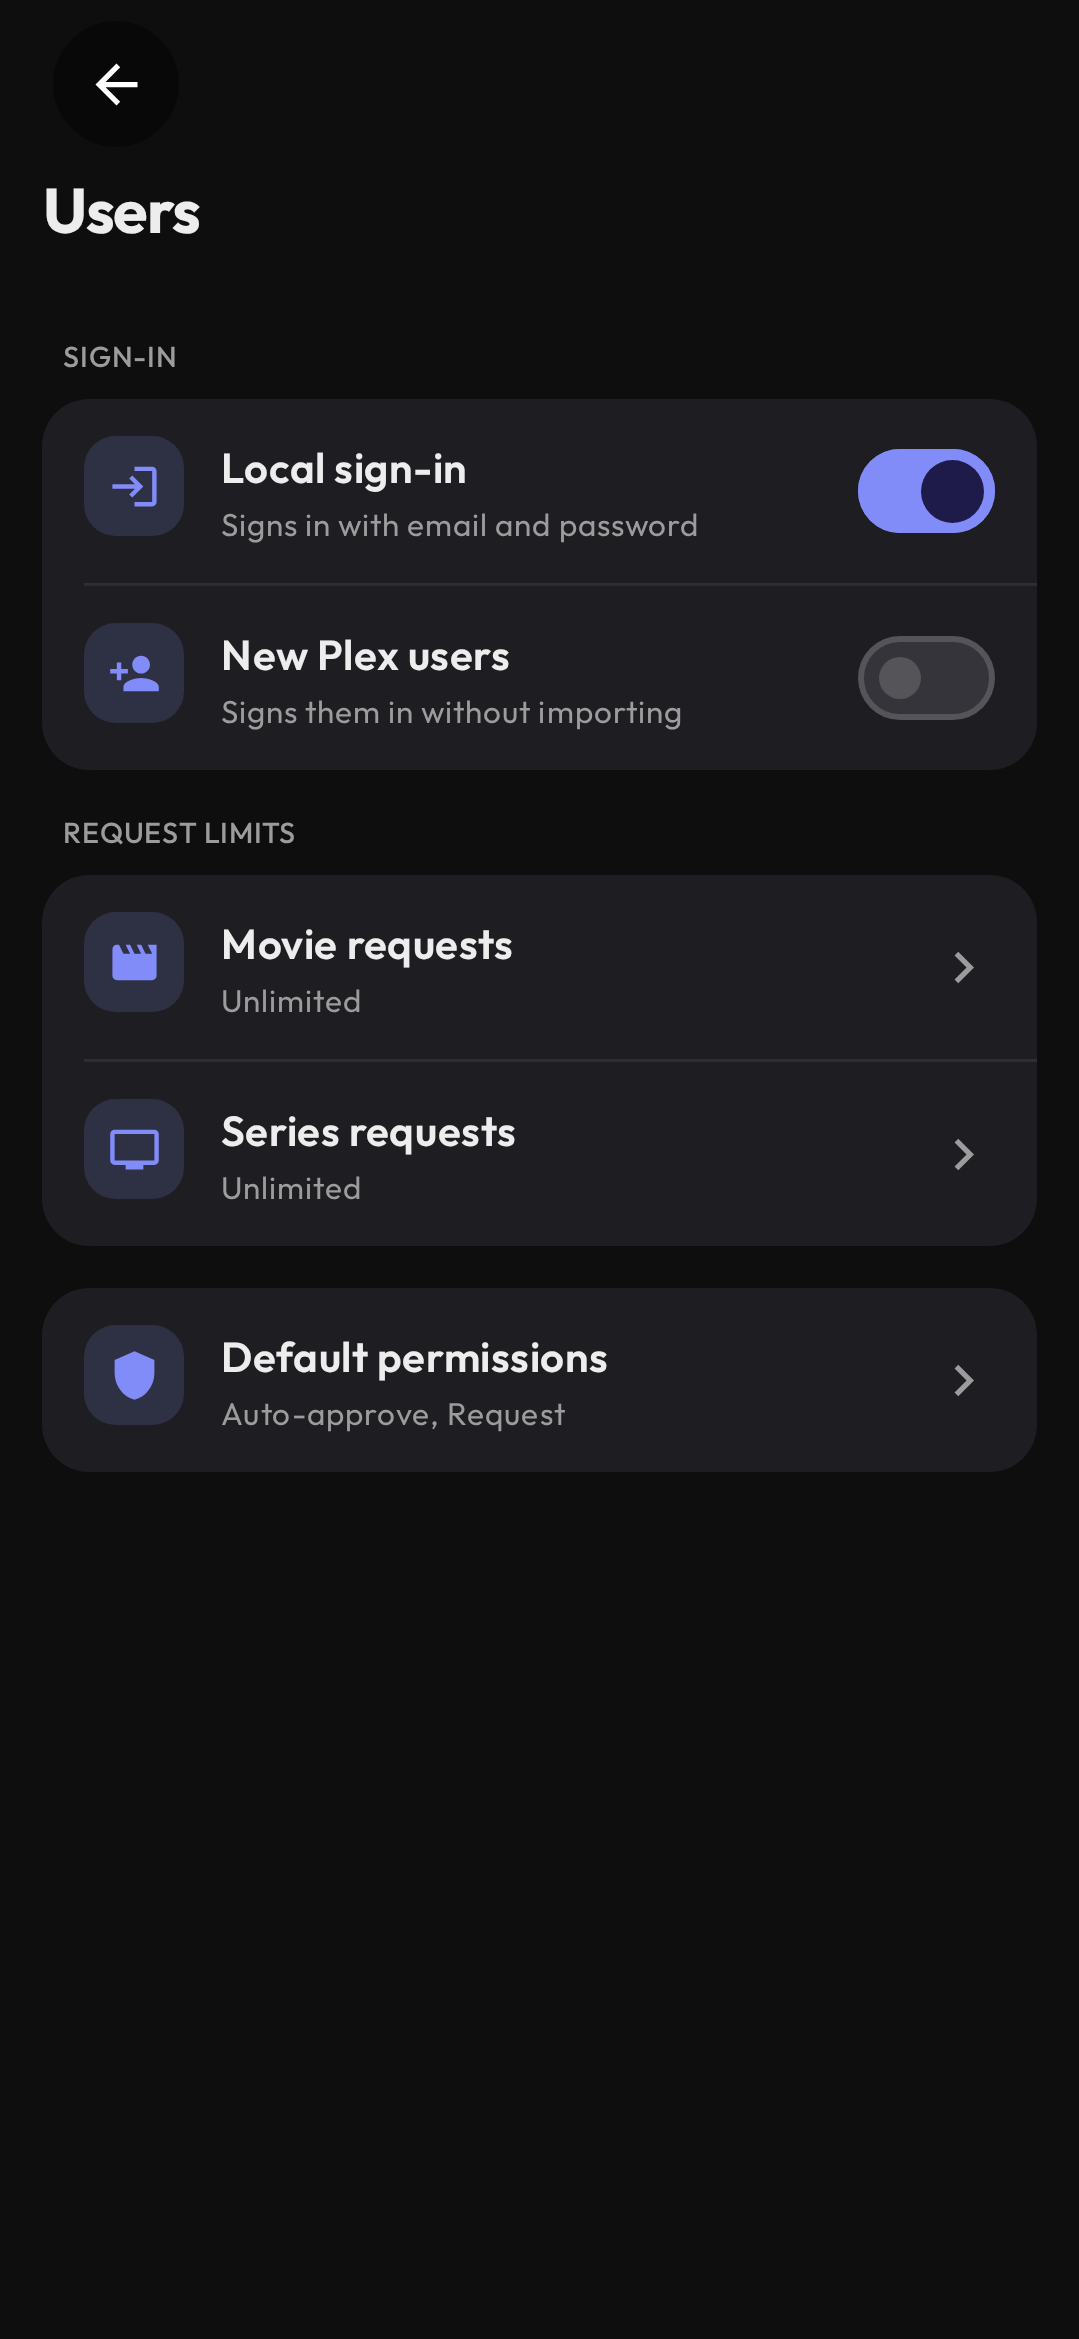 Users
SIGN-IN
Local sign-in
Signs in with email and password
New Plex users
Signs them in without importing
REQUEST LIMITS
Movie requests
Unlimited
Series requests
Unlimited
Default permissions
Auto-approve, Request